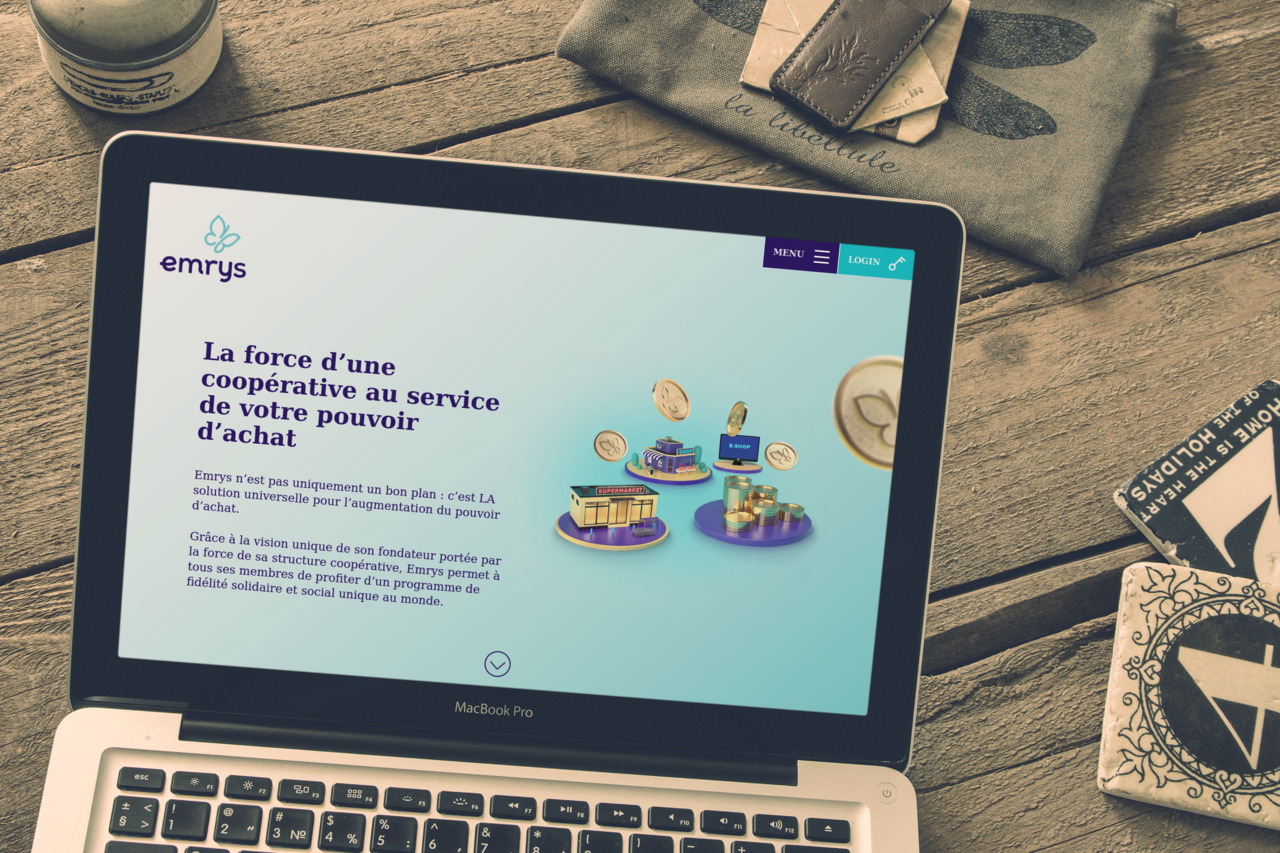 la libellule
emrys
MENU
LOGIN
La force d’une
coopérative au service
de votre pouvoir
d’achat
Emrys n’est pas uniquement un bon plan : c’est LA
solution universelle pour l’augmentation du pouvoir
d’achat.
Grâce à la vision unique de son fondateur portée par
la force de sa structure coopérative, Emrys permet à
tous ses membres de profiter d’un programme de
fidélité solidaire et social unique au monde.
E-SHOP
SUPERMARKET
HOME IS THE HEART
OF THE HOLIDAYS
MacBook Pro
esc
F1
F2
F3
F4
F5
F6
F7
F8
F9
F10
F11
F12
± <
§ >
!
1
@
2 „
#
3 №
$
4 %
%
5 :
^
6 ,
&
7
*
8
(